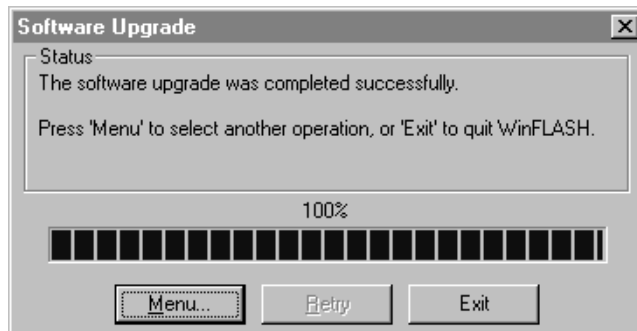 Software Upgrade
Status
The software upgrade was completed successfully.
Press 'Menu' to select another operation, or 'Exit' to quit WinFLASH.
100%
Menu... Retry Exit